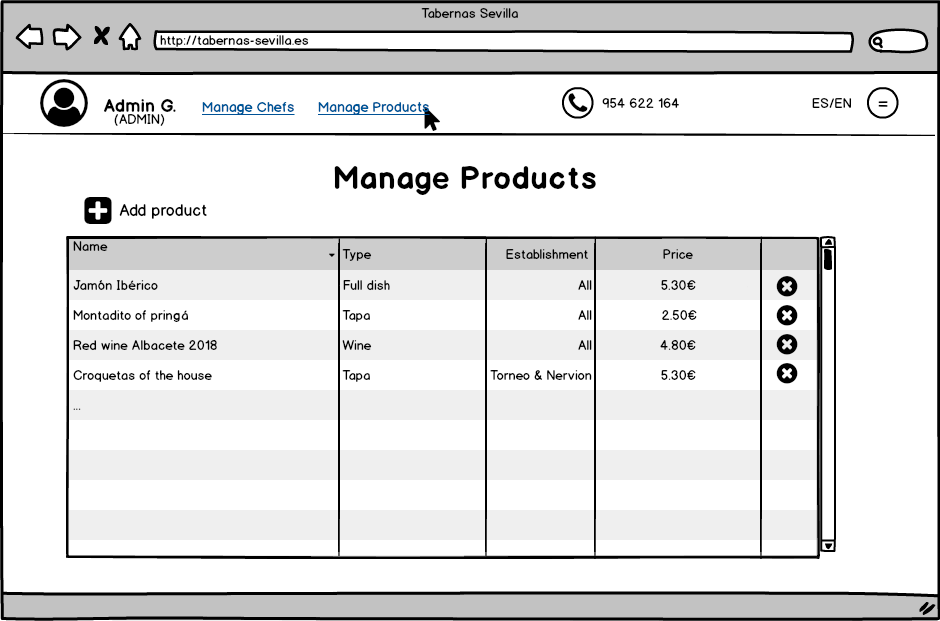 Tabernas Sevilla
http://tabernas-sevilla.es
Admin G.
(ADMIN)
Manage Chefs
Manage Products
954 622 164
ES/EN
Manage Products
Add product
Name Type Establishment Price
Jamón Ibérico Full dish All 5.30€
Montadito of pringá Tapa All 2.50€
Red wine Albacete 2018 Wine All 4.80€
Croquetas of the house Tapa Torneo & Nervion 5.30€
...